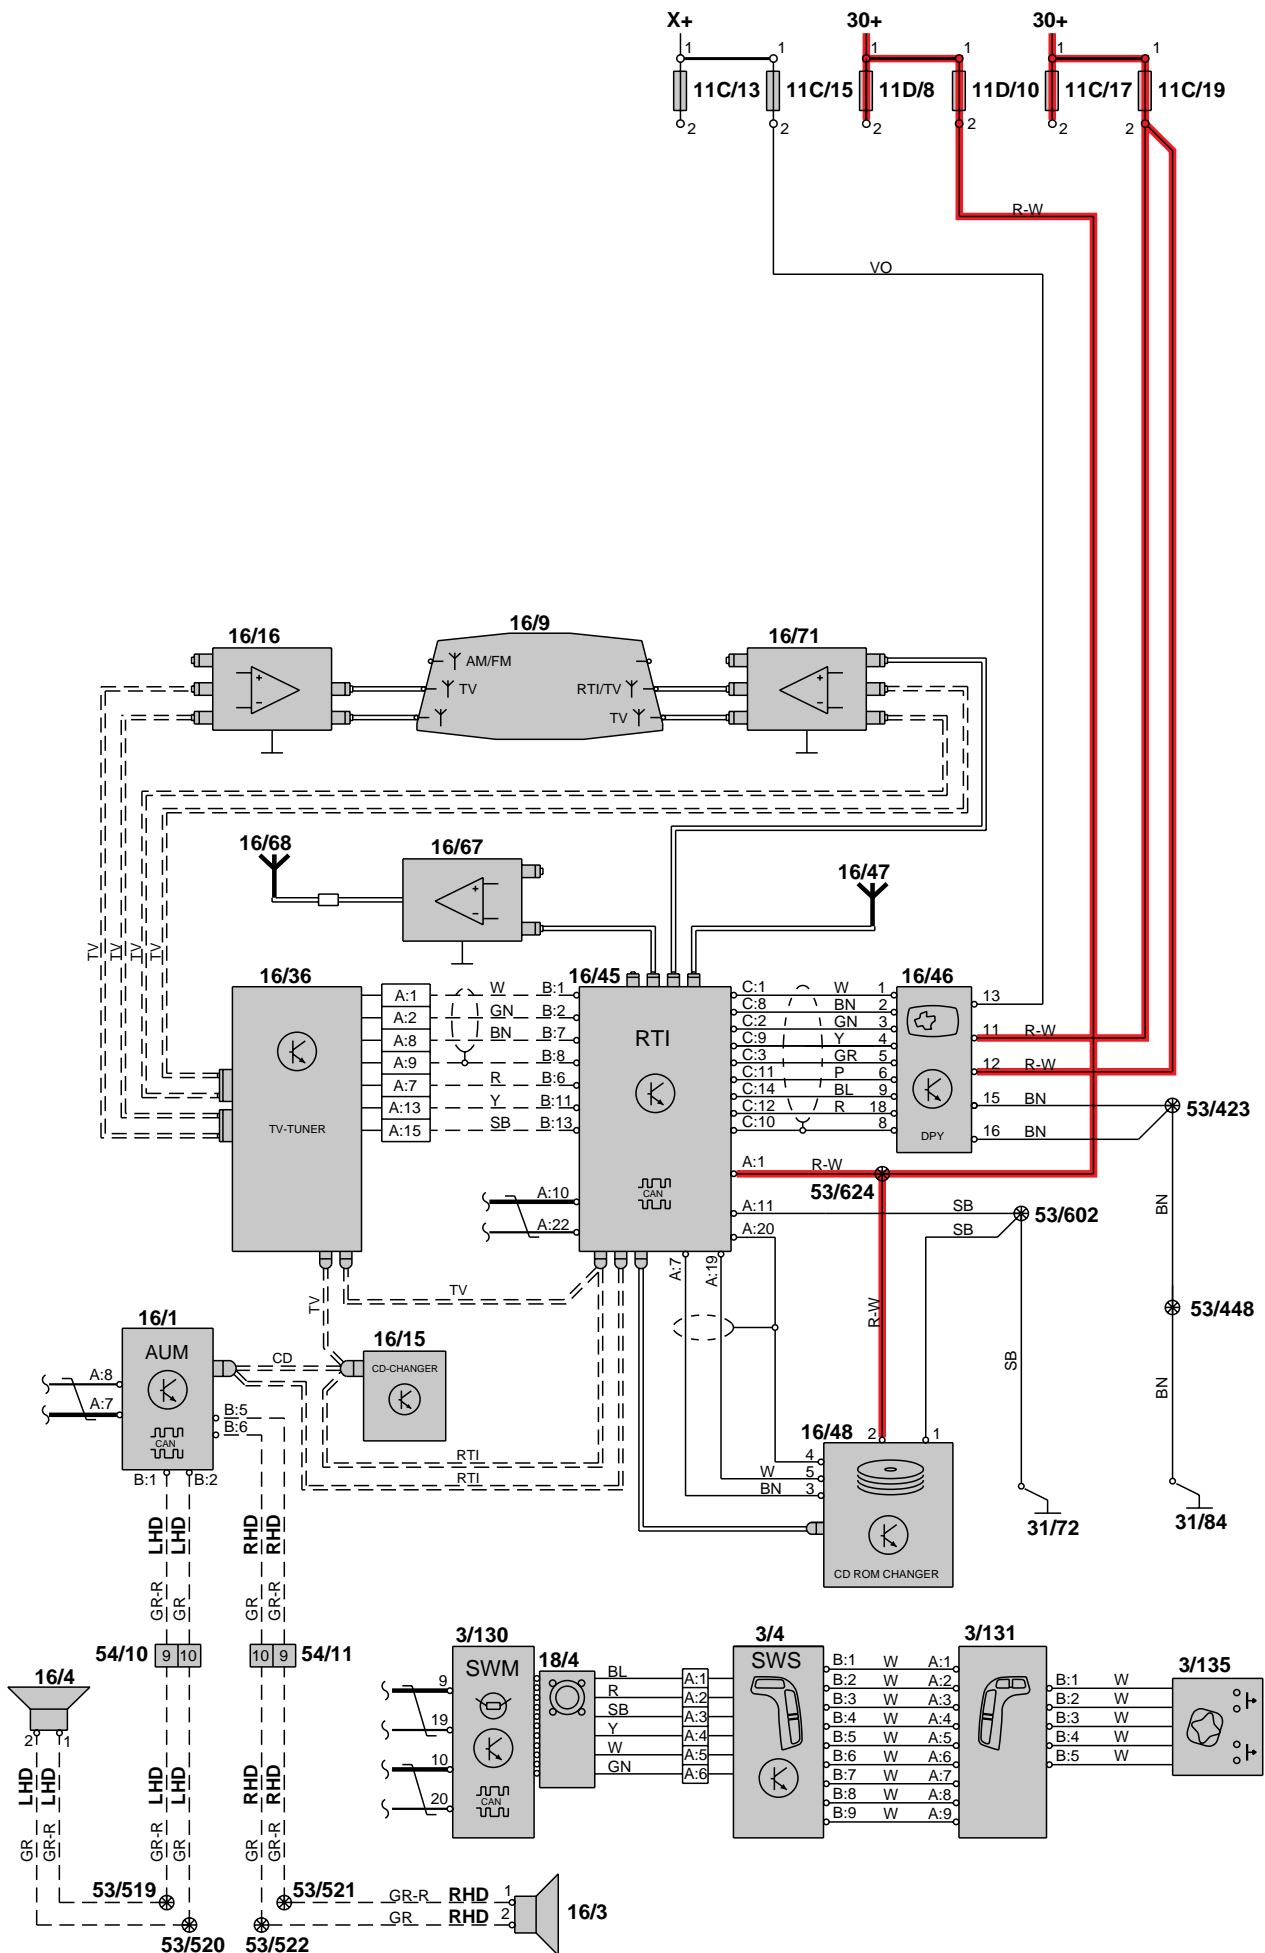 X+ 30+ 30+
1 1 1 1 1 1
11C/13 11C/15 11D/8 11D/10 11C/17 11C/19
2 2 2 2 2 2
R-W
VO
16/16 16/9 16/71
+ - AM/FM TV RTI/TV TV + -
16/68 16/67 16/47
+ -
TV TV TV TV
16/36 16/45 16/46
TV-TUNER
A:1 W B:1
A:2 GN B:2
A:8 BN B:7
A:9 B:8
A:7 R B:6
A:13 Y B:11
A:15 SB B:13
RTI
CAN
C:1 W 1
C:8 BN 2
C:2 GN 3
C:9 Y 4
C:3 GR 5
C:11 P 6
C:14 BL 9
C:12 R 18
C:10 8
DPY
13
11 R-W
12 R-W
15 BN
16 BN
53/423
A:1 R-W
53/624
A:10
A:22
A:11 SB
A:20 SB
53/602
A:7 A:19
BN
53/448
BN
SB
R-W
TV TV
16/1
AUM
CAN
A:8
A:7
CD
16/15
CD-CHANGER
B:5
B:6
B:1 B:2
RTI
RTI
16/48
2 1
4
W 5
BN 3
CD ROM CHANGER
31/72
31/84
LHD LHD RHD RHD
GR-R GR GR GR-R
54/10 9 10 10 9 54/11
16/4
2 1
LHD LHD LHD LHD RHD RHD
GR GR-R GR-R GR GR GR-R
53/519 53/521 GR-R RHD 1
53/520 53/522 GR RHD 2
16/3
3/130 18/4 3/4 3/131 3/135
SWM
CAN
9
19
10
20
BL A:1
R A:2
SB A:3
Y A:4
W A:5
GN A:6
SWS
B:1 W A:1
B:2 W A:2
B:3 W A:3
B:4 W A:4
B:5 W A:5
B:6 W A:6
B:7 W A:7
B:8 W A:8
B:9 W A:9
B:1 W
B:2 W
B:3 W
B:4 W
B:5 W